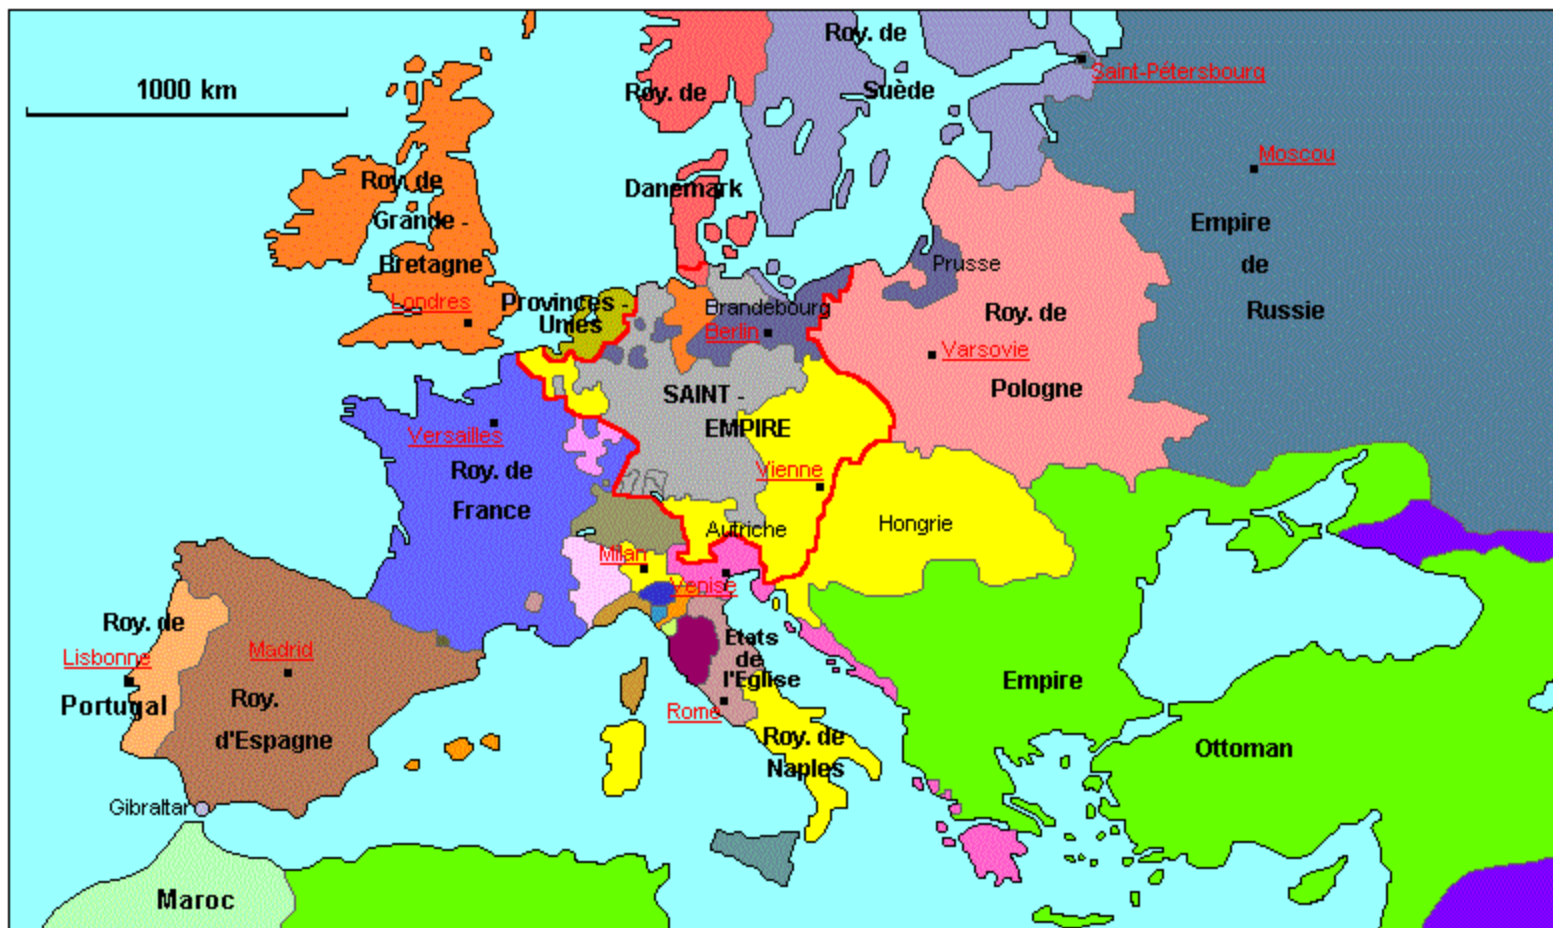 1000 km
Roy. de
Suède
Saint-Pétersbourg
Roy. de
Danemark
Moscou
Roy. de
Grande -
Bretagne
Londres
Empire
de
Russie
Provinces -
Unies
Brandebourg
Berlin
Prusse
Roy. de
Pologne
Varsovie
SAINT -
EMPIRE
Versailles
Roy. de
France
Vienne
Autriche
Hongrie
Milan
Venise
Roy. de
Portugal
Lisbonne
Madrid
Roy.
d'Espagne
Etats
de
l'Eglise
Rome
Roy. de
Naples
Empire
Ottoman
Gibraltar
Maroc